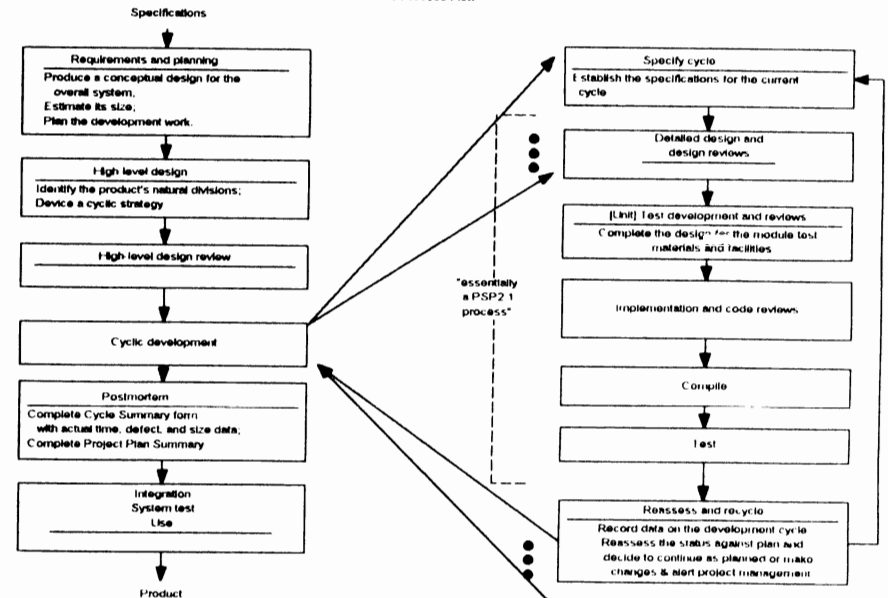 Specifications
Requirements and planning
Produce a conceptual design for the
overall system,
Estimate its size;
Plan the development work.
High level design
Identify the product's natural divisions;
Device a cyclic strategy
High level design review
Cyclic development
Postmortem
Complete Cycle Summary form
with actual time, defect, and size data;
Complete Project Plan Summary
Integration
System test
Use
Product
"essentially
a PSP2 1
process"
Specify cycle
Establish the specifications for the current
cycle
Detailed design and
design reviews
[Unit] Test development and reviews
Complete the design for the module test
materials and facilities
Implementation and code reviews
Compile
Test
Reassess and recycle
Record data on the development cycle
Reassess the status against plan and
decide to continue as planned or make
changes & alert project management